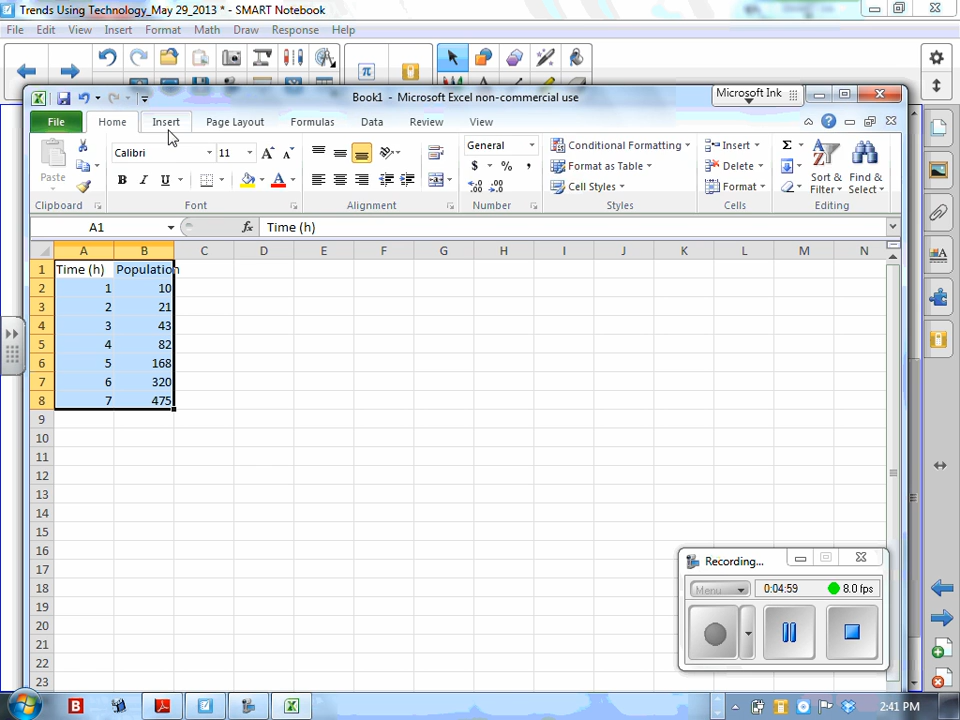 Trends Using Technology_May 29_2013 * - SMART Notebook
File Edit View Insert Format Math Draw Response Help
Book1 - Microsoft Excel non-commercial use
Microsoft Ink
File Home Insert Page Layout Formulas Data Review View
Paste
Calibri 11
General
Conditional Formatting
Format as Table
Cell Styles
Insert
Delete
Format
Sort & Filter
Find & Select
B I U
A
$ % ,
Σ
Clipboard Font Alignment Number Styles Cells Editing
A1 fx Time (h)
A B C D E F G H I J K L M N
1 Time (h) Population
2 1 10
3 2 21
4 3 43
5 4 82
6 5 168
7 6 320
8 7 475
9
10
11
12
13
14
15
16
17
18
19
20
21
22
23
Recording...
Menu 0:04:59 8.0 fps
2:41 PM